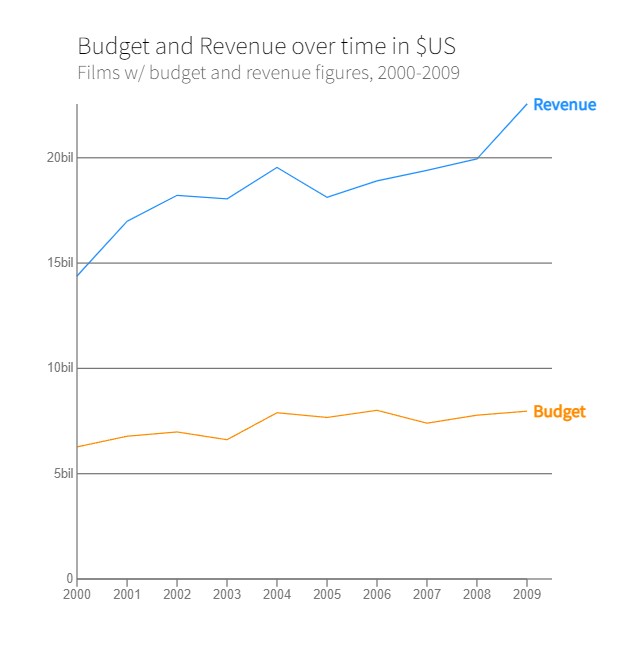 Budget and Revenue over time in $US
Films w/ budget and revenue figures, 2000-2009
Revenue
20bil
15bil
10bil
Budget
5bil
0
2000 2001 2002 2003 2004 2005 2006 2007 2008 2009